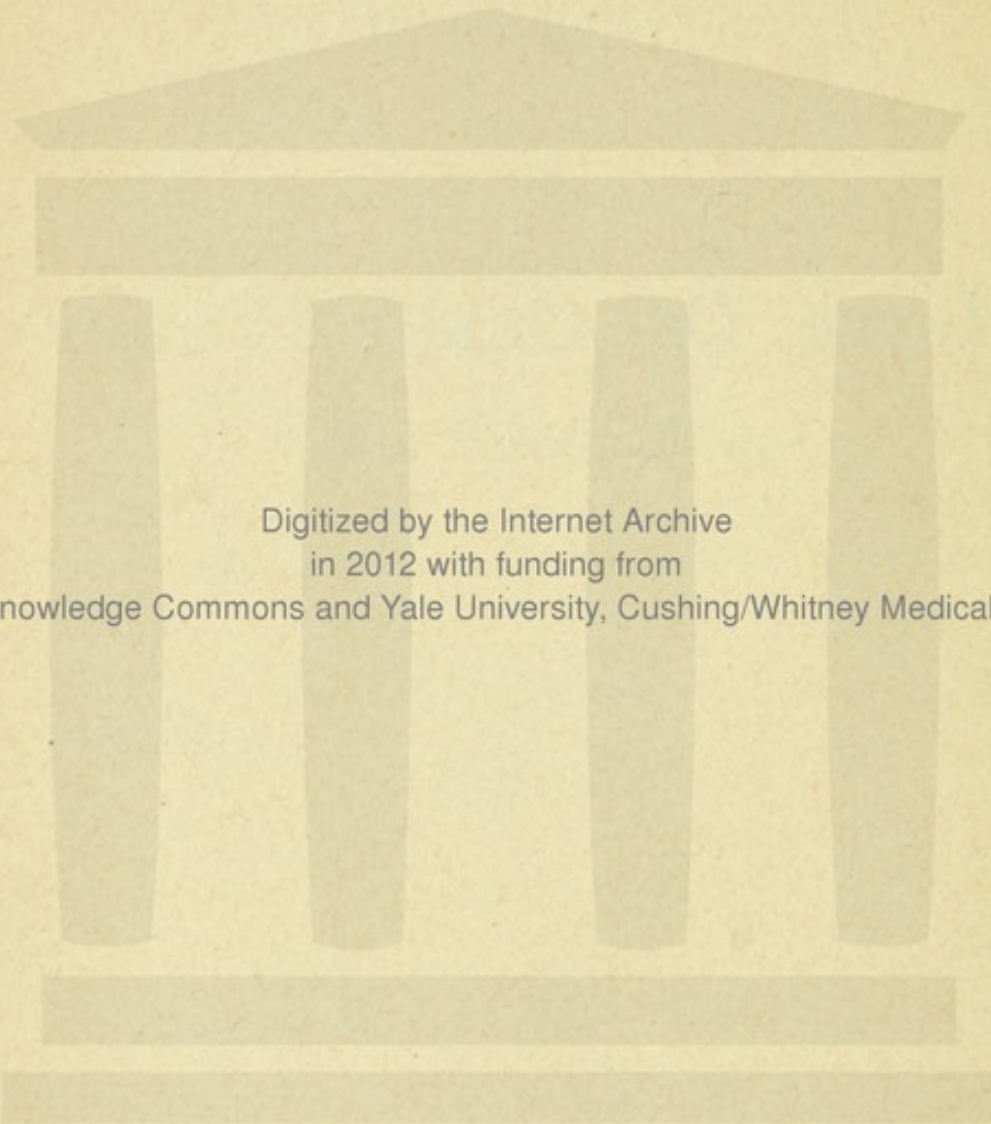 Digitized by the Internet Archive
in 2012 with funding from
nowledge Commons and Yale University, Cushing/Whitney Medical